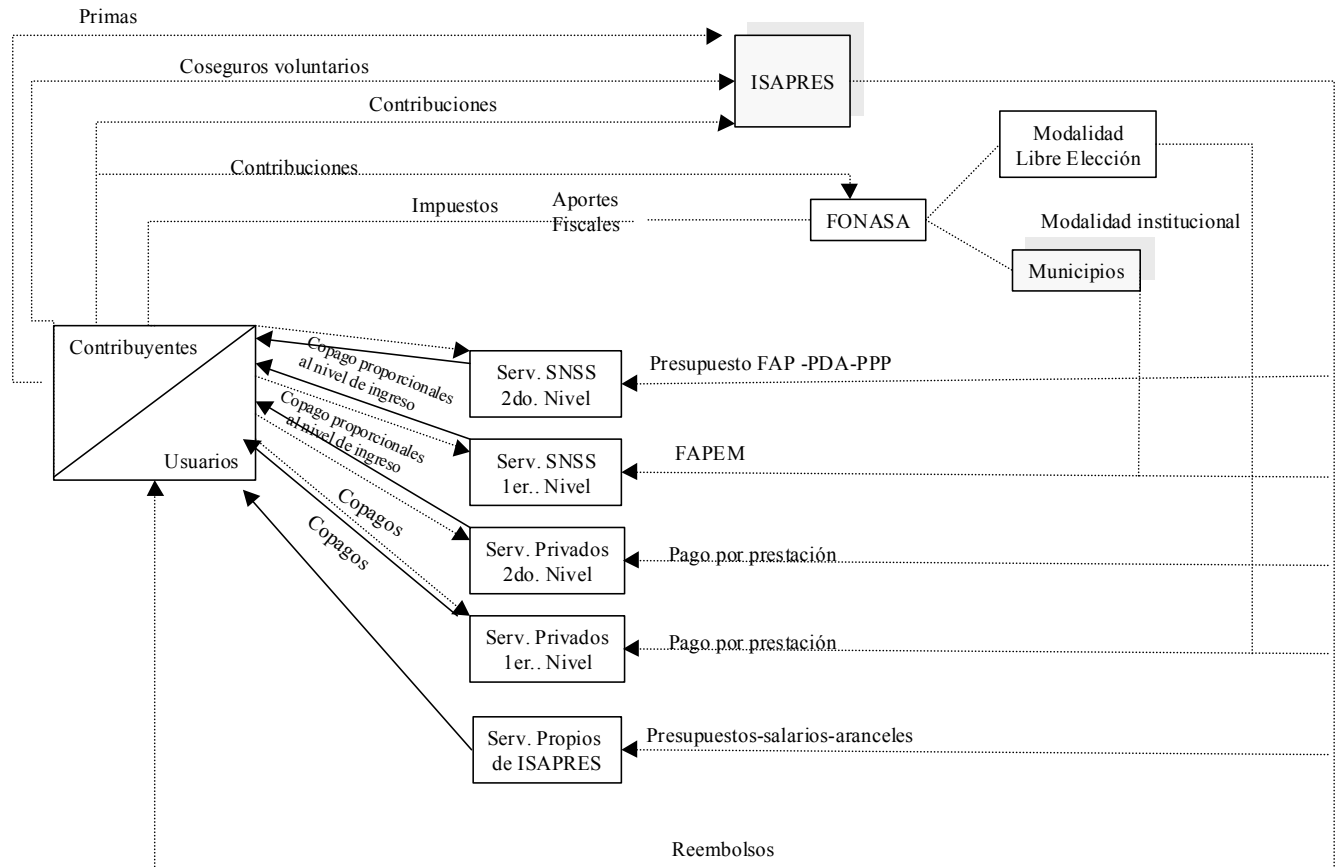 Primas
Coseguros voluntarios
ISAPRES
Contribuciones
Modalidad
Libre Elección
Contribuciones
Impuestos
Aportes
Fiscales
FONASA
Modalidad institucional
Municipios
Contribuyentes
Usuarios
Copago proporcionales
al nivel de ingreso
Serv. SNSS
2do. Nivel
Presupuesto FAP -PDA-PPP
Copago proporcionales
al nivel de ingreso
Serv. SNSS
1er.. Nivel
FAPEM
Copagos
Copagos
Serv. Privados
2do. Nivel
Pago por prestación
Serv. Privados
1er.. Nivel
Pago por prestación
Serv. Propios
de ISAPRES
Presupuestos-salarios-aranceles
Reembolsos